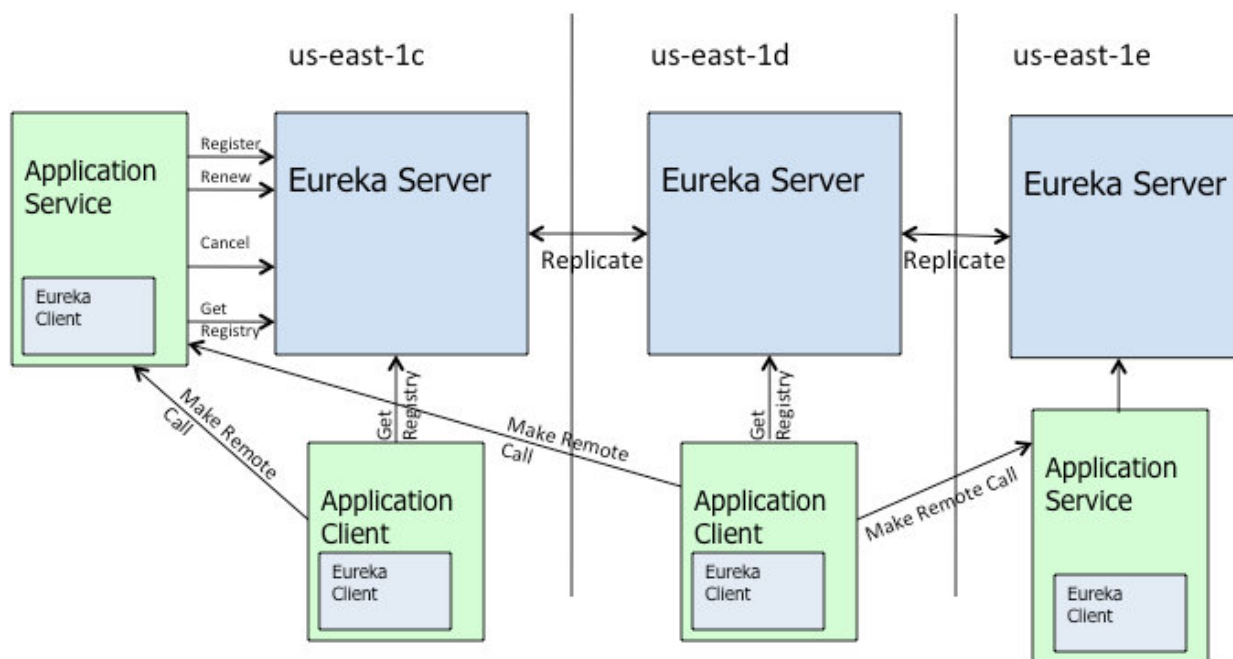 us-east-1c
us-east-1d
us-east-1e
Application
Service
Eureka
Client
Register
Renew
Cancel
Get
Registry
Eureka Server
Replicate
Eureka Server
Replicate
Eureka Server
Make Remote
Call
Get
Registry
Make Remote
Call
Get
Registry
Make Remote Call
Application
Client
Eureka
Client
Application
Client
Eureka
Client
Application
Service
Eureka
Client